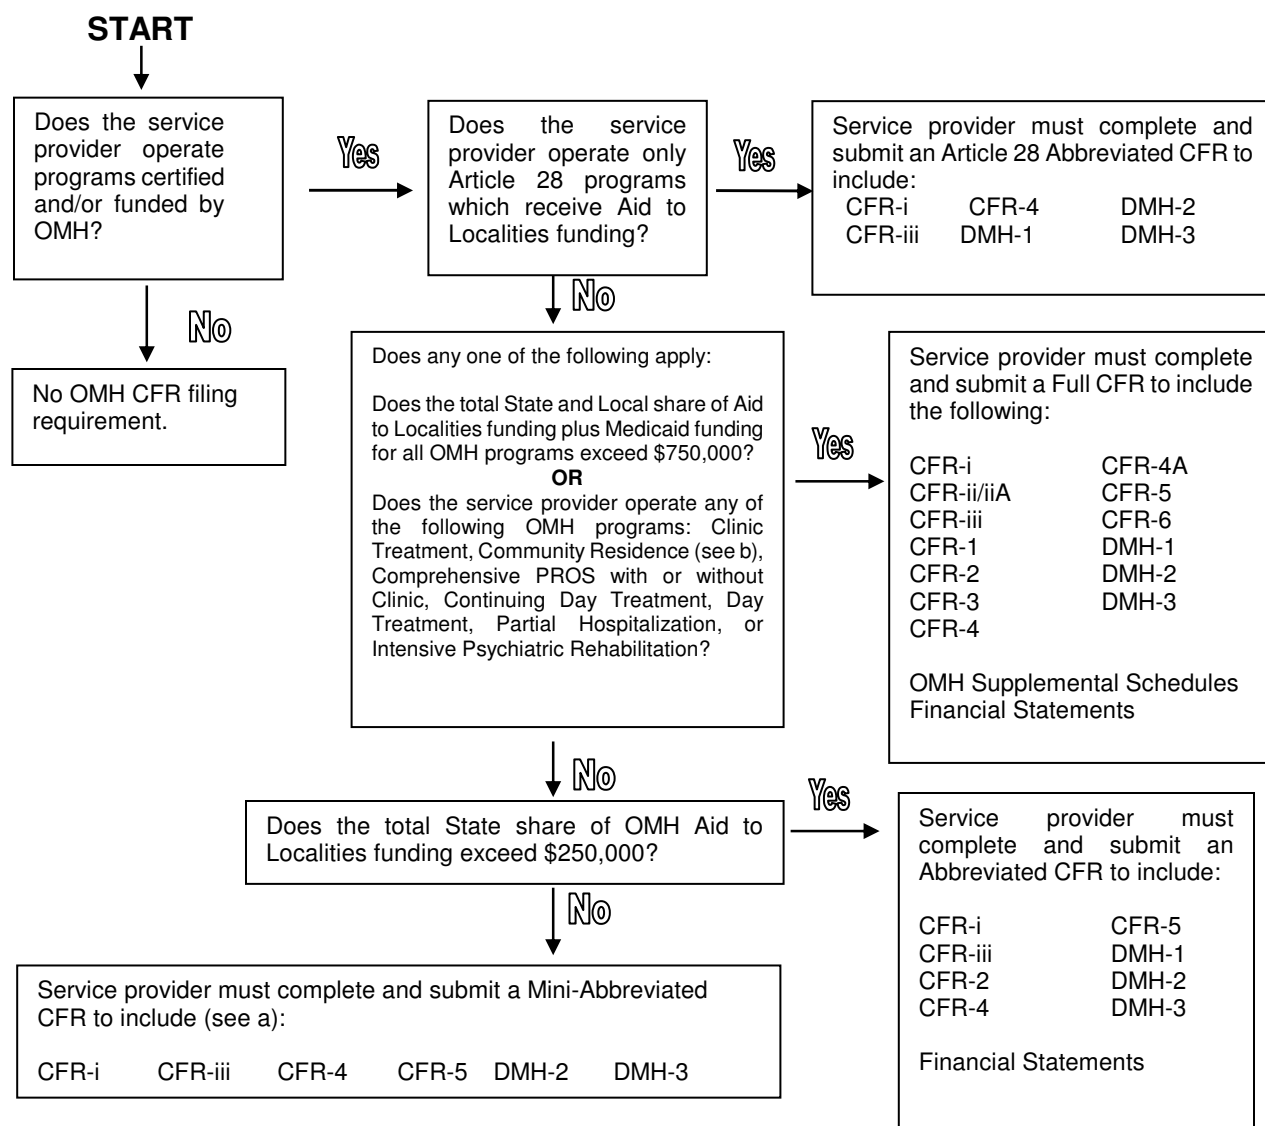 START
Does the service
provider operate
programs certified
and/or funded by
OMH?
Yes
Does the service
provider operate only
Article 28 programs
which receive Aid to
Localities funding?
Yes
Service provider must complete and
submit an Article 28 Abbreviated CFR to
include:
CFR-i CFR-4 DMH-2
CFR-iii DMH-1 DMH-3
No
No OMH CFR filing
requirement.
No
Does any one of the following apply:
Does the total State and Local share of Aid
to Localities funding plus Medicaid funding
for all OMH programs exceed $750,000?
OR
Does the service provider operate any of
the following OMH programs: Clinic
Treatment, Community Residence (see b),
Comprehensive PROS with or without
Clinic, Continuing Day Treatment, Day
Treatment, Partial Hospitalization, or
Intensive Psychiatric Rehabilitation?
Yes
Service provider must complete
and submit a Full CFR to include
the following:
CFR-i CFR-4A
CFR-ii/iiA CFR-5
CFR-iii CFR-6
CFR-1 DMH-1
CFR-2 DMH-2
CFR-3 DMH-3
CFR-4
OMH Supplemental Schedules
Financial Statements
No
Does the total State share of OMH Aid to
Localities funding exceed $250,000?
Yes
Service provider must
complete and submit an
Abbreviated CFR to include:
CFR-i CFR-5
CFR-iii DMH-1
CFR-2 DMH-2
CFR-4 DMH-3
Financial Statements
No
Service provider must complete and submit a Mini-Abbreviated
CFR to include (see a):
CFR-i CFR-iii CFR-4 CFR-5 DMH-2 DMH-3